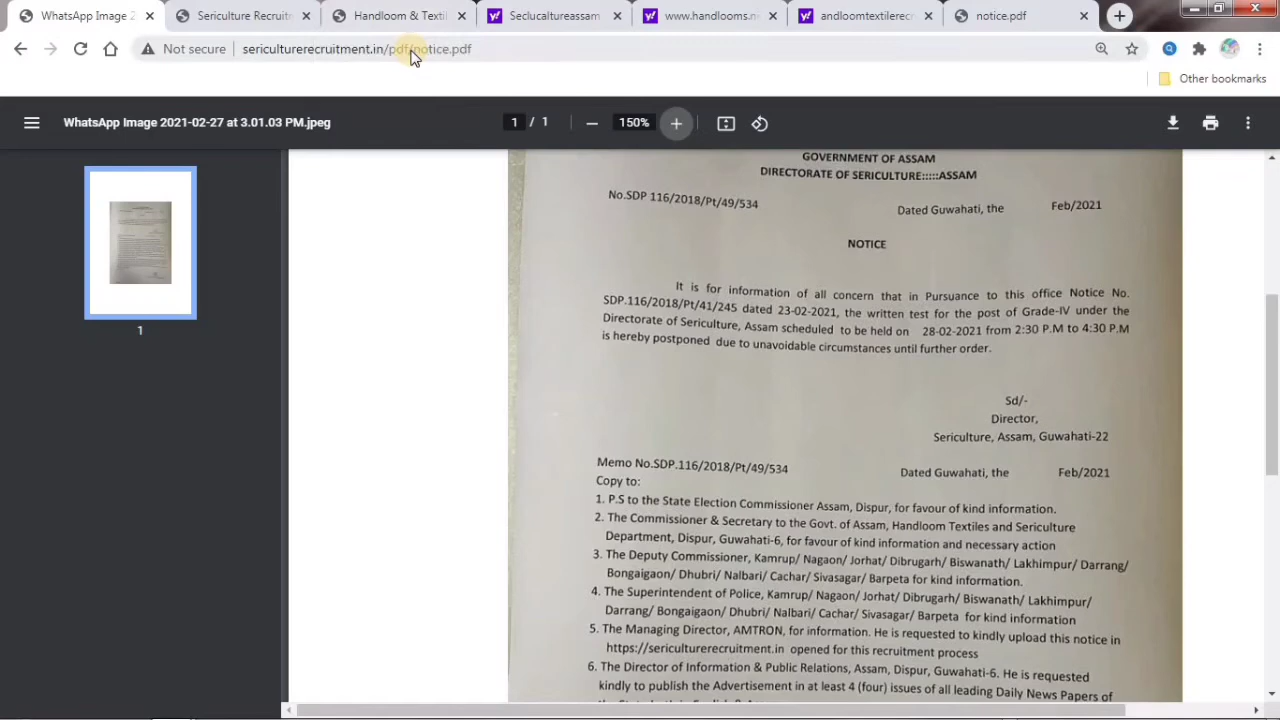 WhatsApp Image 2
Sericulture Recruit
Handloom & Textil
Seclucaltureassam
www.handlooms.n
andloomtextilerec
notice.pdf
Not secure
sericulturerecruitment.in/pdf/notice.pdf
Other bookmarks
WhatsApp Image 2021-02-27 at 3.01.03 PM.jpeg
1 / 1
150%
1
GOVERNMENT OF ASSAM
DIRECTORATE OF SERICULTURE:::::ASSAM
No.SDP 116/2018/Pt/49/534
Dated Guwahati, the Feb/2021
NOTICE
It is for information of all concern that in Pursuance to this office Notice No.
SDP.116/2018/Pt/41/245 dated 23-02-2021, the written test for the post of Grade-IV under the
Directorate of Sericulture, Assam scheduled to be held on 28-02-2021 from 2:30 P.M to 4:30 P.M
is hereby postponed due to unavoidable circumstances until further order.
Sd/-
Director,
Sericulture, Assam, Guwahati-22
Memo No.SDP.116/2018/Pt/49/534
Dated Guwahati, the Feb/2021
Copy to:
1. P.S to the State Election Commissioner Assam, Dispur, for favour of kind information.
2. The Commissioner & Secretary to the Govt. of Assam, Handloom Textiles and Sericulture
Department, Dispur, Guwahati-6, for favour of kind information and necessary action
3. The Deputy Commissioner, Kamrup/ Nagaon/ Jorhat/ Dibrugarh/ Biswanath/ Lakhimpur/ Darrang/
Bongaigaon/ Dhubri/ Nalbari/ Cachar/ Sivasagar/ Barpeta for kind information.
4. The Superintendent of Police, Kamrup/ Nagaon/ Jorhat/ Dibrugarh/ Biswanath/ Lakhimpur/
Darrang/ Bongaigaon/ Dhubri/ Nalbari/ Cachar/ Sivasagar/ Barpeta for kind information
5. The Managing Director, AMTRON, for information. He is requested to kindly upload this notice in
https://sericulturerecruitment.in opened for this recruitment process
6. The Director of Information & Public Relations, Assam, Dispur, Guwahati-6. He is requested
kindly to publish the Advertisement in at least 4 (four) issues of all leading Daily News Papers of